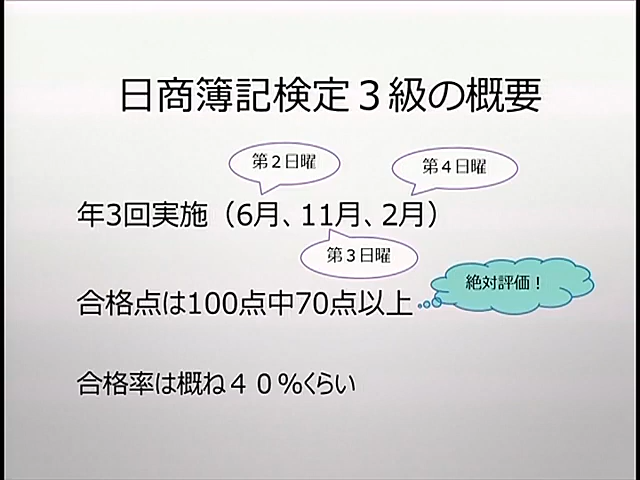 日商簿記検定３級の概要
第２日曜
第４日曜
年3回実施（6月、11月、2月）
第３日曜
絶対評価！
合格点は100点中70点以上
合格率は概ね４０％くらい